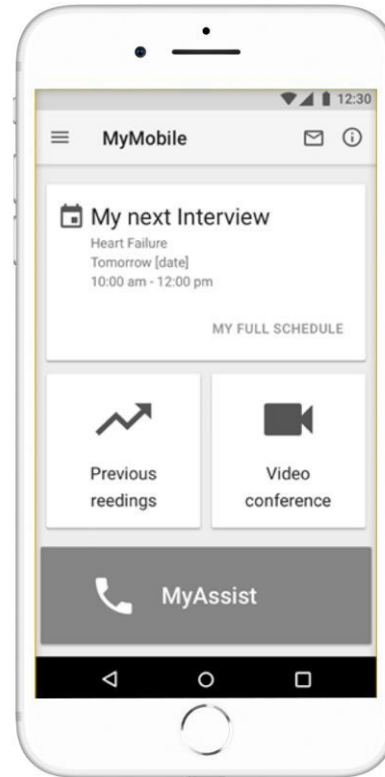 12:30
MyMobile
My next Interview
Heart Failure
Tomorrow [date]
10:00 am - 12:00 pm
MY FULL SCHEDULE
Previous
reedings
Video
conference
MyAssist